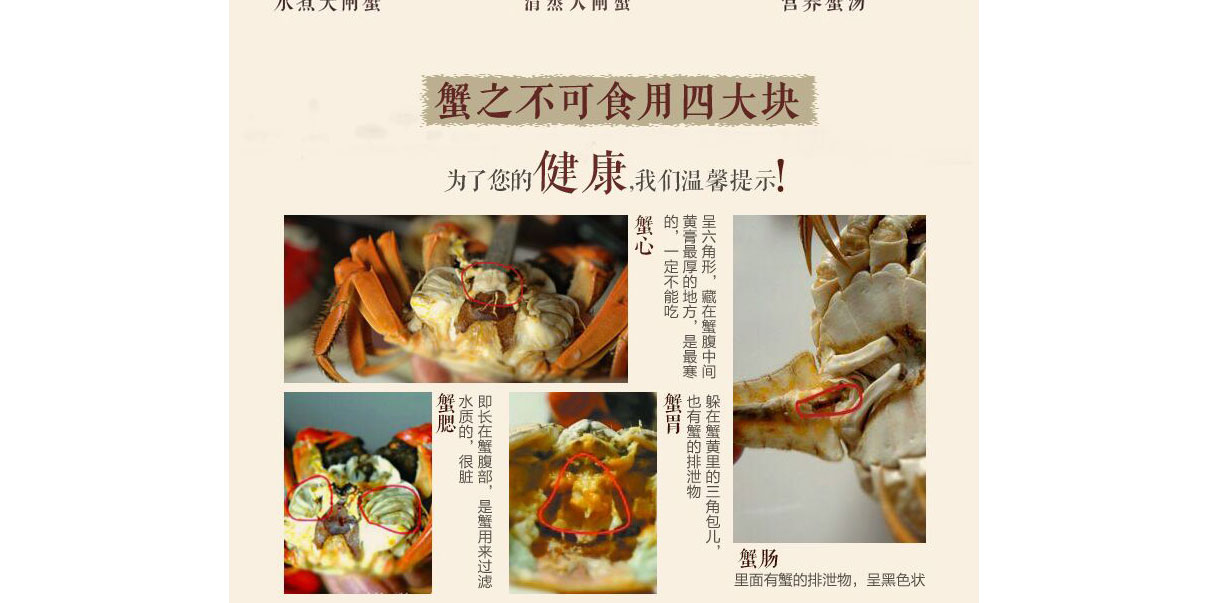 水煮大闸蟹
清蒸大闸蟹
营养蟹汤
蟹之不可食用四大块
为了您的健康,我们温馨提示!
蟹心
呈六角形，藏在蟹腹中间
黄膏最厚的地方，是最寒
的，一定不能吃
蟹腮
即长在蟹腹部，是蟹用来过滤
水质的，很脏
蟹胃
躲在蟹黄里的三角包儿，
也有蟹的排泄物
蟹肠
里面有蟹的排泄物，呈黑色状